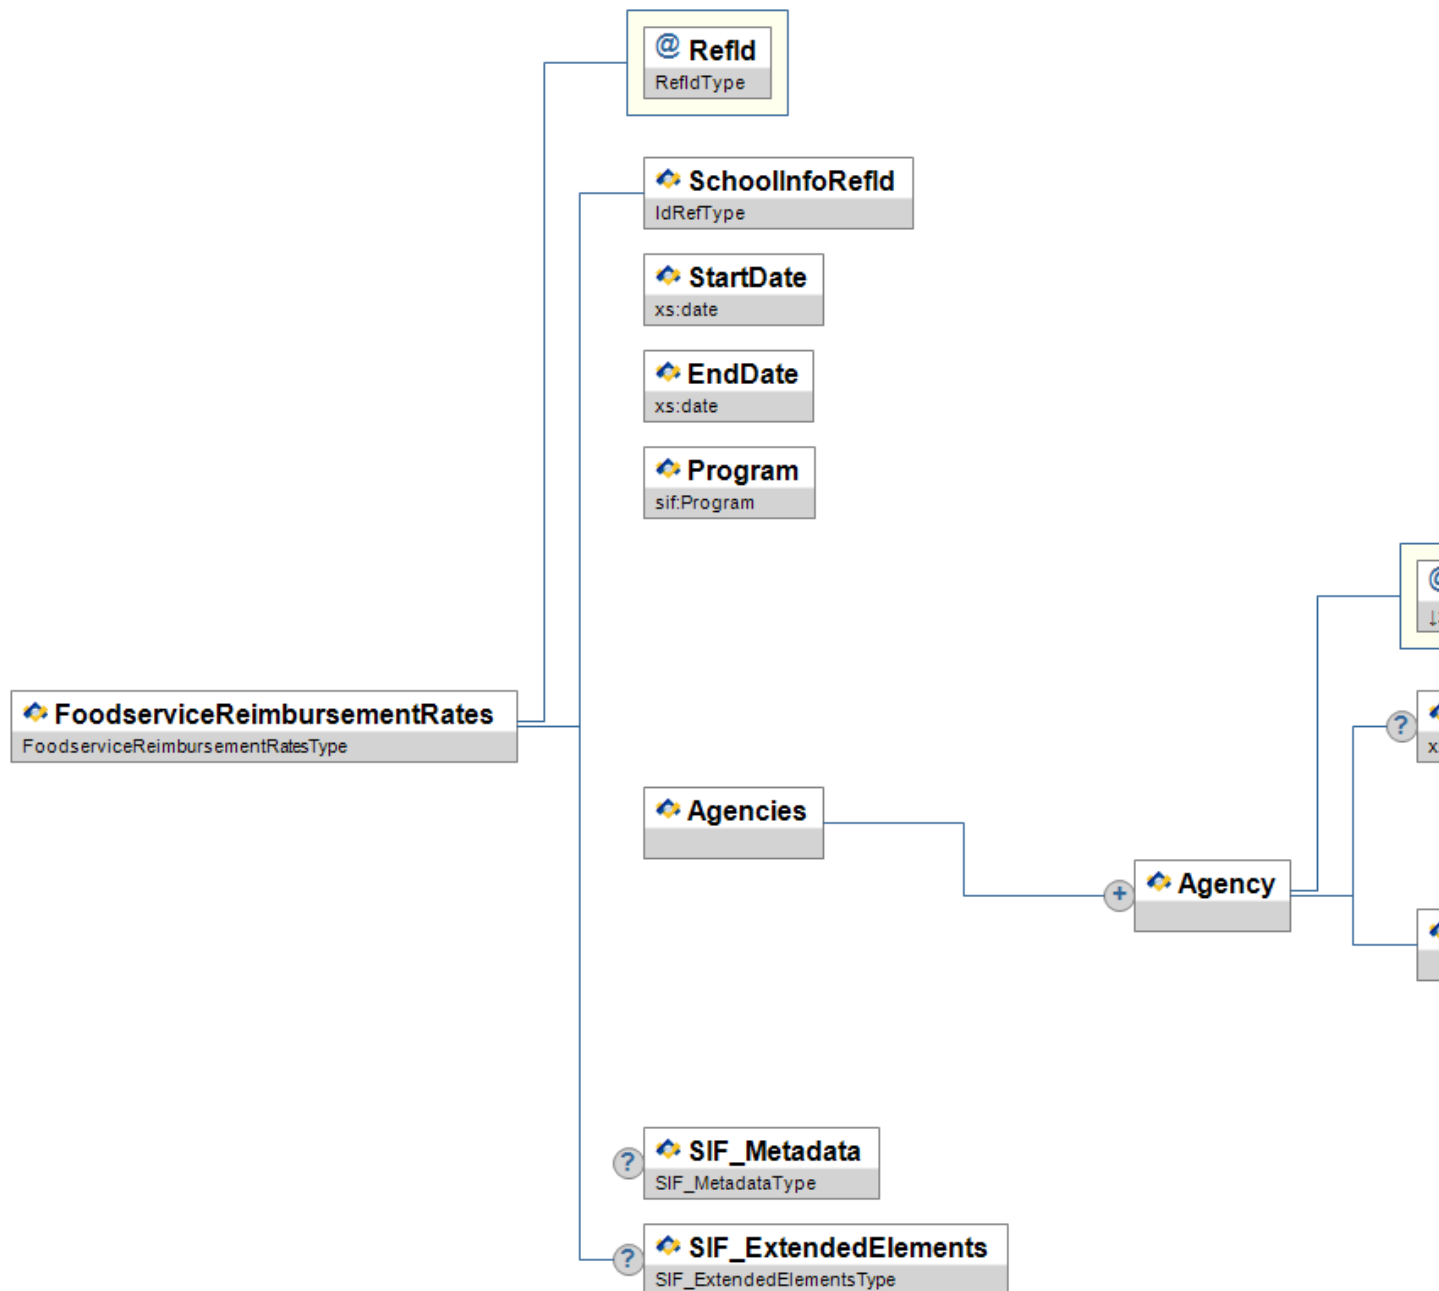 @ RefId
RefIdType
SchoolInfoRefId
IdRefType
StartDate
xs:date
EndDate
xs:date
Program
sif:Program
FoodserviceReimbursementRates
FoodserviceReimbursementRatesType
?
Agencies
+ Agency
? SIF_Metadata
SIF_MetadataType
? SIF_ExtendedElements
SIF_ExtendedElementsType